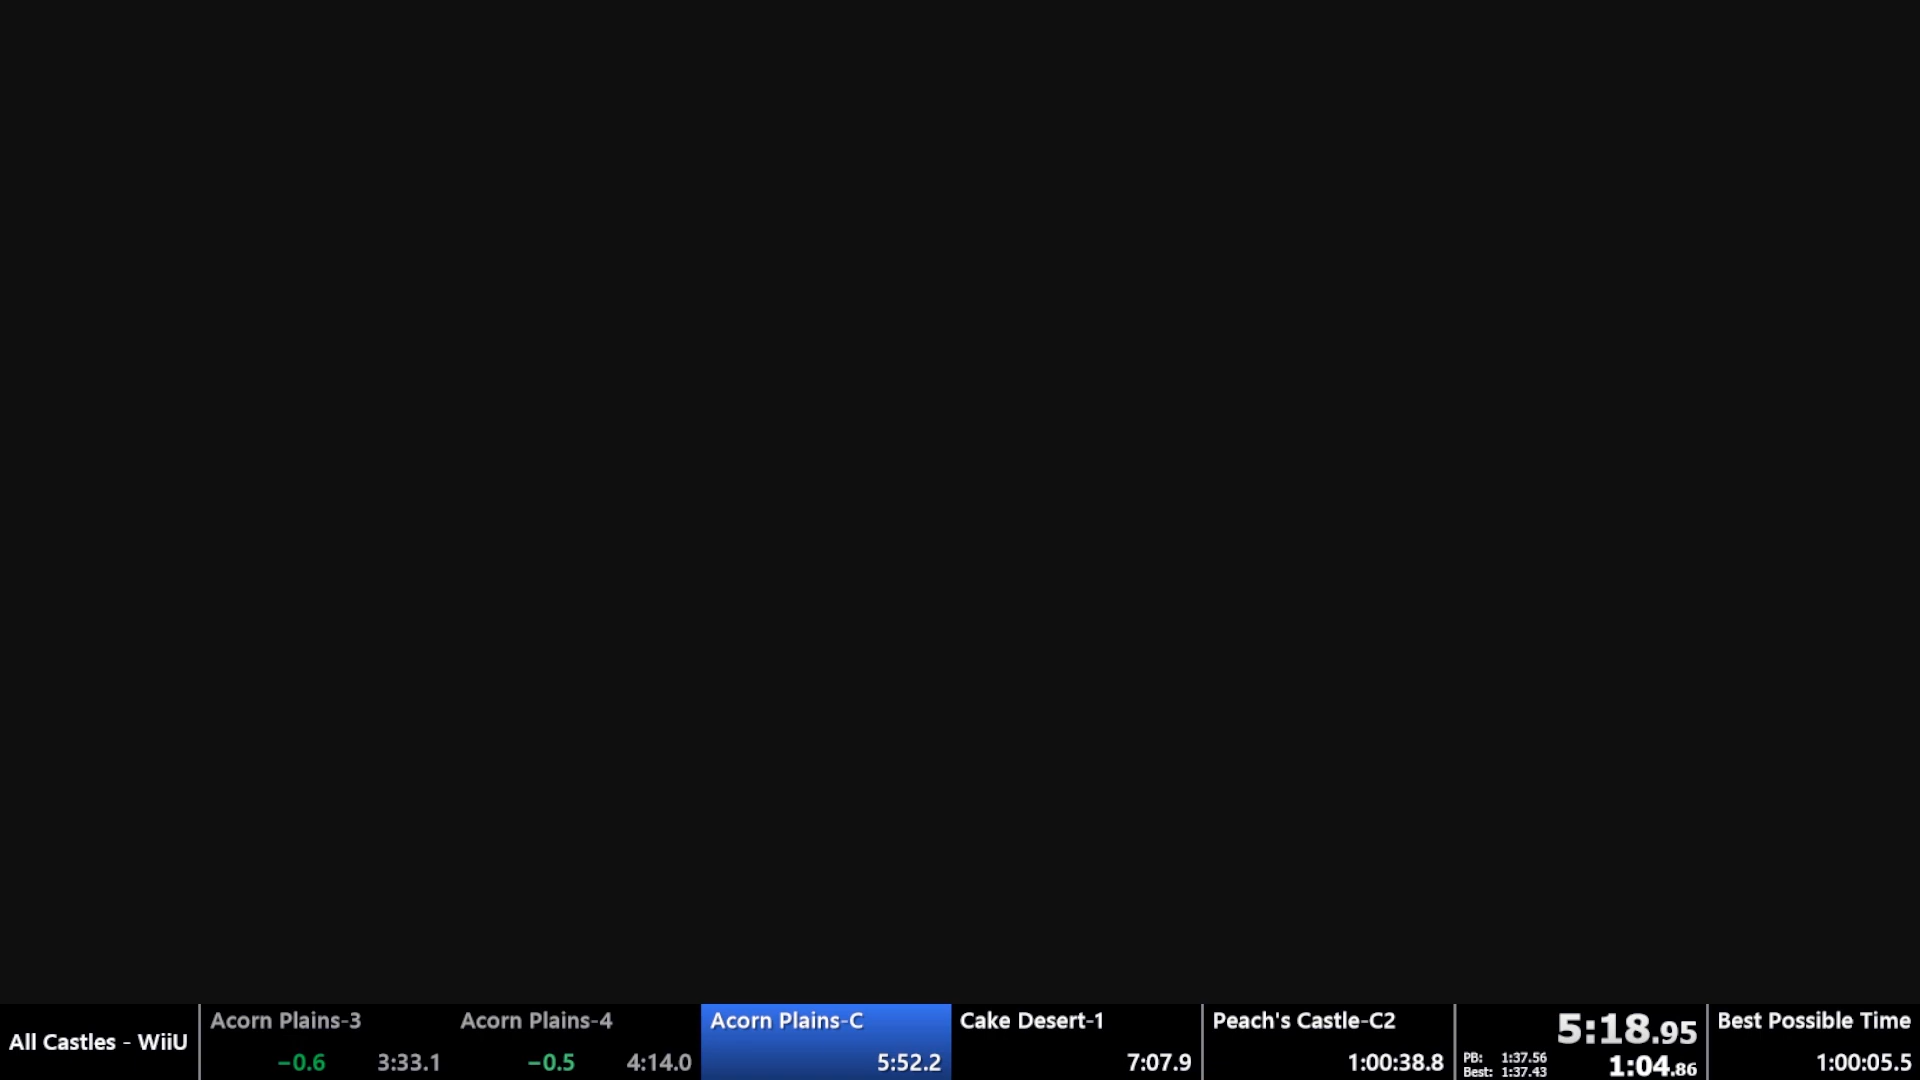 All Castles - WiiU
Acorn Plains-3
−0.6 3:33.1
Acorn Plains-4
−0.5 4:14.0
Acorn Plains-C
5:52.2
Cake Desert-1
7:07.9
Peach's Castle-C2
1:00:38.8
5:18.95
PB: 1:37.56
Best: 1:37.43
1:04.86
Best Possible Time
1:00:05.5